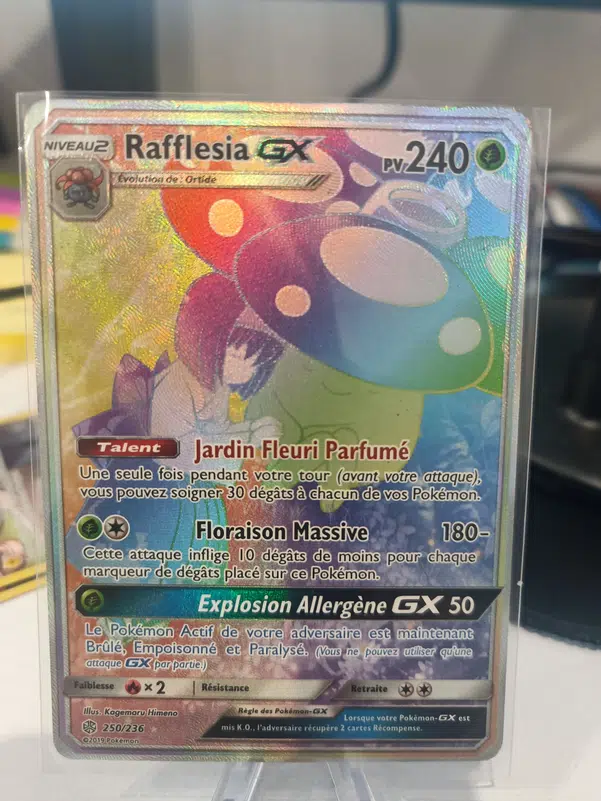 NIVEAU2 Rafflesia GX PV240
Évolution de : Ortide
Talent Jardin Fleuri Parfumé
Une seule fois pendant votre tour (avant votre attaque),
vous pouvez soigner 30 dégâts à chacun de vos Pokémon.
Floraison Massive 180-
Cette attaque inflige 10 dégâts de moins pour chaque
marqueur de dégâts placé sur ce Pokémon.
Explosion Allergène GX 50
Le Pokémon Actif de votre adversaire est maintenant
Brûlé, Empoisonné et Paralysé. (Vous ne pouvez utiliser qu'une
attaque GX par partie.)
Faiblesse ×2 Résistance Retraite
Illus. Kagemaru Himeno
Règle des Pokémon-GX
Lorsque votre Pokémon-GX est
mis K.O., l'adversaire récupère 2 cartes Récompense.
250/236
©2019 Pokémon